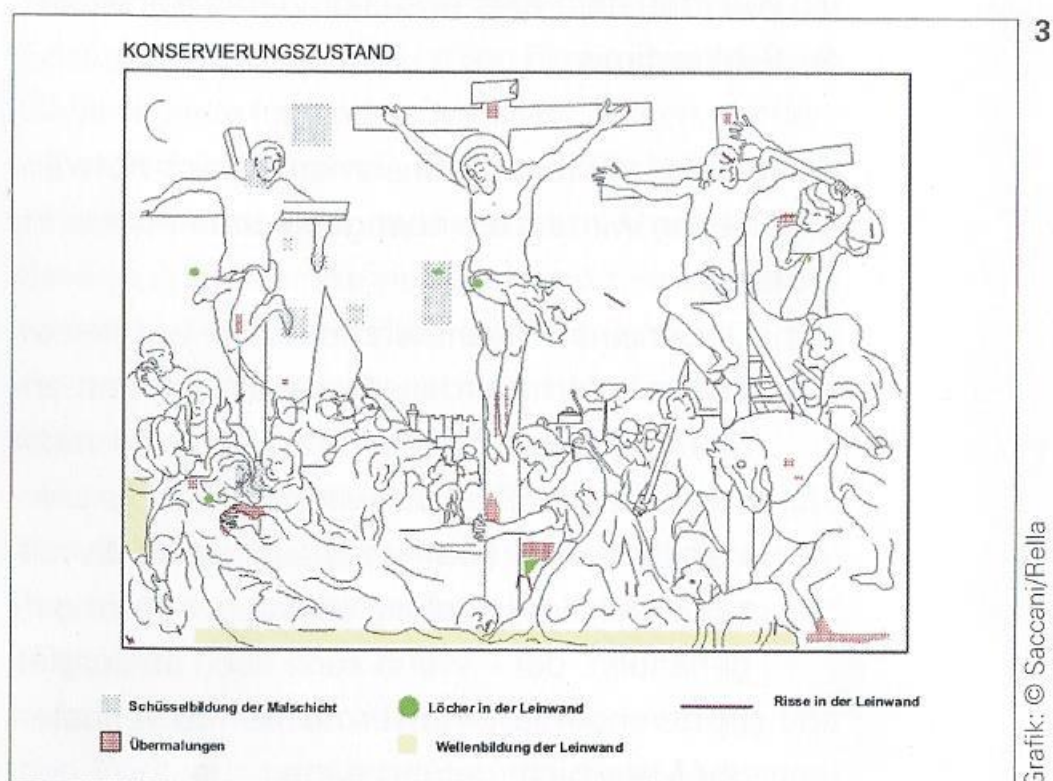 3
KONSERVIERUNGSZUSTAND
Schüsselbildung der Malschicht
Löcher in der Leinwand
Risse in der Leinwand
Übermalungen
Wellenbildung der Leinwand
Grafik: © Saccani/Rella